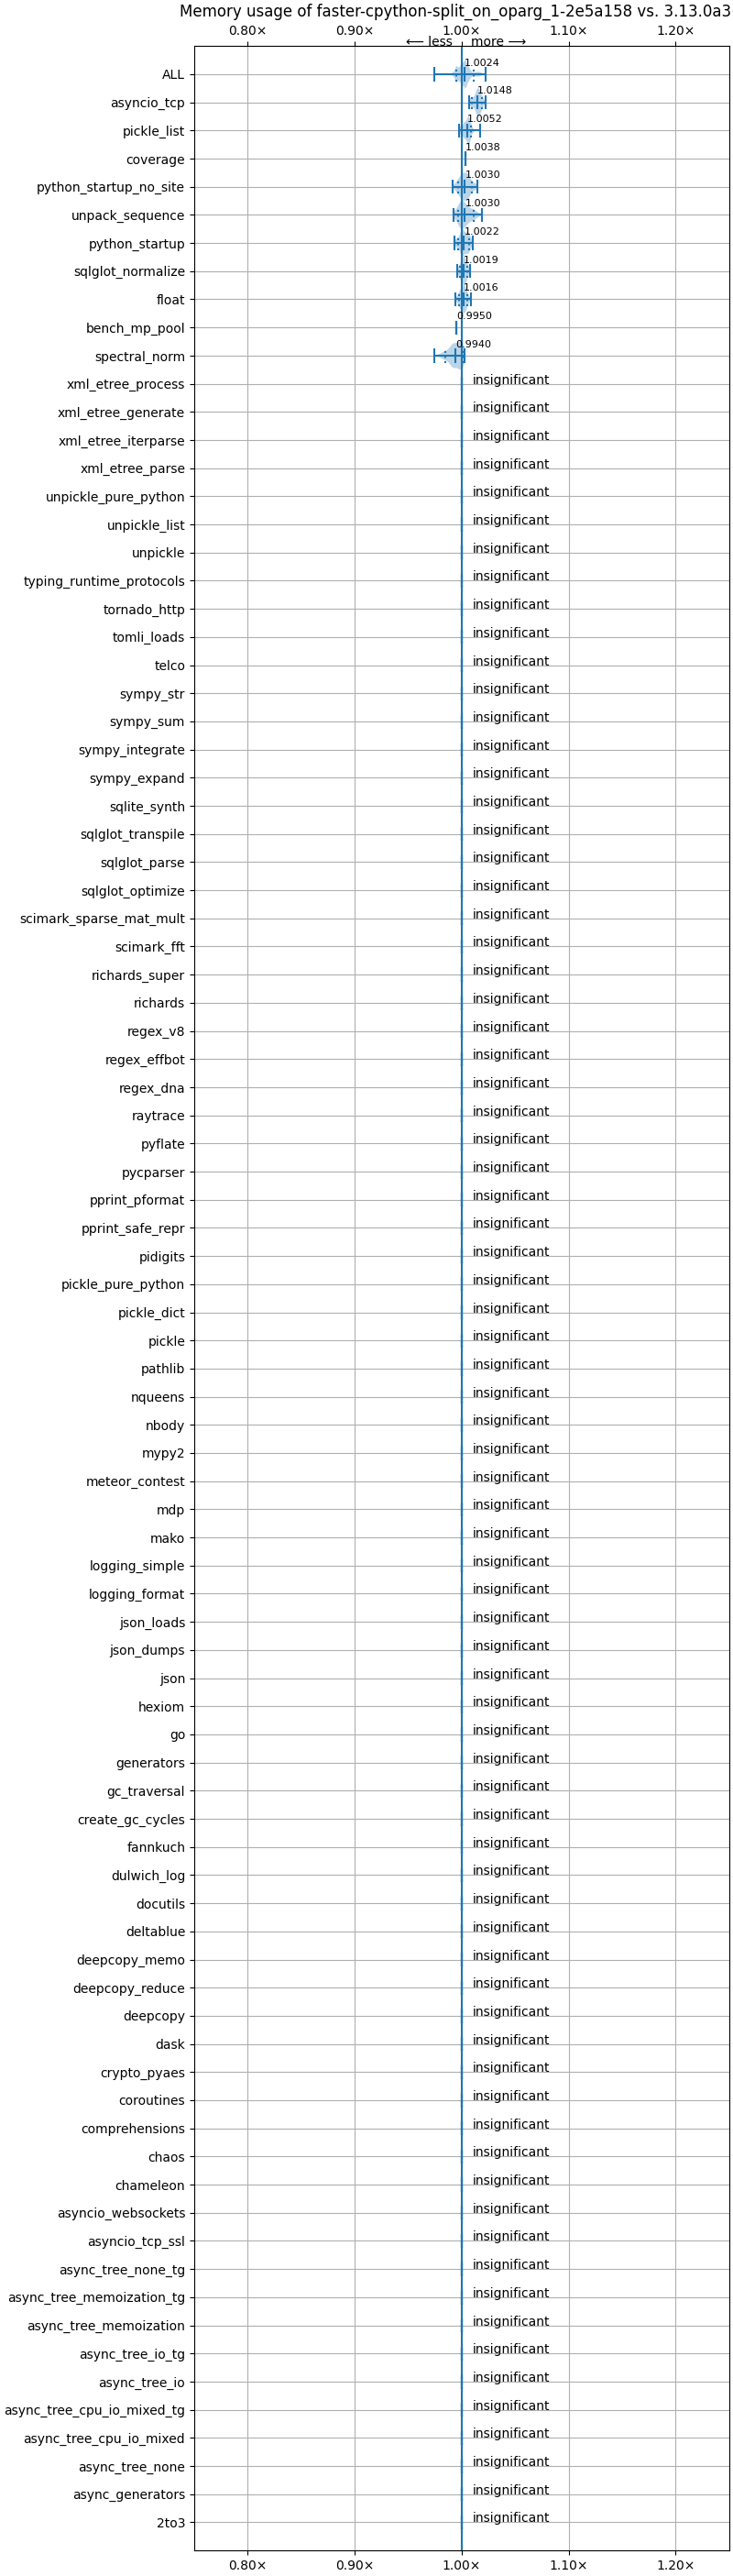 Memory usage of faster-cpython-split_on_oparg_1-2e5a158 vs. 3.13.0a3
0.80× 0.90× 1.00× 1.10× 1.20×
⟵ less more ⟶
ALL 1.0024
asyncio_tcp 1.0148
pickle_list 1.0052
coverage 1.0038
python_startup_no_site 1.0030
unpack_sequence 1.0030
python_startup 1.0022
sqlglot_normalize 1.0019
float 1.0016
bench_mp_pool 0.9950
spectral_norm 0.9940
xml_etree_process insignificant
xml_etree_generate insignificant
xml_etree_iterparse insignificant
xml_etree_parse insignificant
unpickle_pure_python insignificant
unpickle_list insignificant
unpickle insignificant
typing_runtime_protocols insignificant
tornado_http insignificant
tomli_loads insignificant
telco insignificant
sympy_str insignificant
sympy_sum insignificant
sympy_integrate insignificant
sympy_expand insignificant
sqlite_synth insignificant
sqlglot_transpile insignificant
sqlglot_parse insignificant
sqlglot_optimize insignificant
scimark_sparse_mat_mult insignificant
scimark_fft insignificant
richards_super insignificant
richards insignificant
regex_v8 insignificant
regex_effbot insignificant
regex_dna insignificant
raytrace insignificant
pyflate insignificant
pycparser insignificant
pprint_pformat insignificant
pprint_safe_repr insignificant
pidigits insignificant
pickle_pure_python insignificant
pickle_dict insignificant
pickle insignificant
pathlib insignificant
nqueens insignificant
nbody insignificant
mypy2 insignificant
meteor_contest insignificant
mdp insignificant
mako insignificant
logging_simple insignificant
logging_format insignificant
json_loads insignificant
json_dumps insignificant
json insignificant
hexiom insignificant
go insignificant
generators insignificant
gc_traversal insignificant
create_gc_cycles insignificant
fannkuch insignificant
dulwich_log insignificant
docutils insignificant
deltablue insignificant
deepcopy_memo insignificant
deepcopy_reduce insignificant
deepcopy insignificant
dask insignificant
crypto_pyaes insignificant
coroutines insignificant
comprehensions insignificant
chaos insignificant
chameleon insignificant
asyncio_websockets insignificant
asyncio_tcp_ssl insignificant
async_tree_none_tg insignificant
async_tree_memoization_tg insignificant
async_tree_memoization insignificant
async_tree_io_tg insignificant
async_tree_io insignificant
async_tree_cpu_io_mixed_tg insignificant
async_tree_cpu_io_mixed insignificant
async_tree_none insignificant
async_generators insignificant
2to3 insignificant
0.80× 0.90× 1.00× 1.10× 1.20×